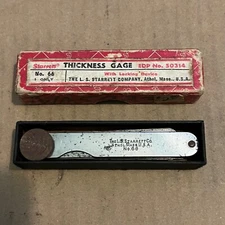 Starrett THICKNESS GAGE EDP No. 50314
No. 66
With Locking Device
THE L. S. STARRETT COMPANY, Athol, Mass., U.S.A.
THE L.S. STARRETT CO.
ATHOL, MASS. U.S.A.
No. 66